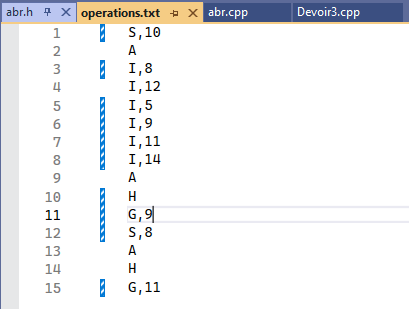 abr.h operations.txt abr.cpp Devoir3.cpp
1 S,10
2 A
3 I,8
4 I,12
5 I,5
6 I,9
7 I,11
8 I,14
9 A
10 H
11 G,9
12 S,8
13 A
14 H
15 G,11